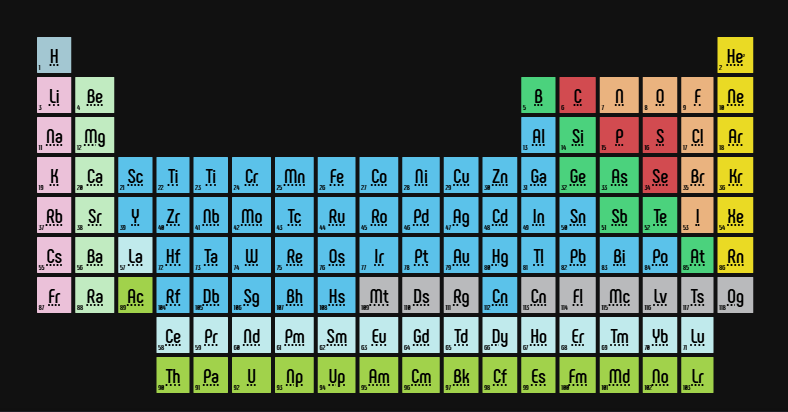 H He
1 2
Li Be B C N O F Ne
3 4 5 6 7 8 9 10
Na Mg Al Si P S Cl Ar
11 12 13 14 15 16 17 18
K Ca Sc Ti Ti Cr Mn Fe Co Ni Cu Zn Ga Ge As Se Br Kr
19 20 21 22 23 24 25 26 27 28 29 30 31 32 33 34 35 36
Rb Sr Y Zr Nb Mo Tc Ru Ro Pd Ag Cd In Sn Sb Te I Xe
37 38 39 40 41 42 43 44 45 46 47 48 49 50 51 52 53 54
Cs Ba La Hf Ta W Re Os Ir Pt Au Hg Tl Pb Bi Po At Rn
55 56 57 72 73 74 75 76 77 78 79 80 81 82 83 84 85 86
Fr Ra Ac Rf Db Sg Bh Hs Mt Ds Rg Cn Cn Fl Mc Lv Ts Og
87 88 89 104 105 106 107 108 109 110 111 112 113 114 115 116 117 118
Ce Pr Nd Pm Sm Eu Gd Td Dy Ho Er Tm Yb Lu
58 59 60 61 62 63 64 65 66 67 68 69 70 71
Th Pa U Np Up Am Cm Bk Cf Es Fm Md No Lr
90 91 92 93 94 95 96 97 98 99 100 101 102 103